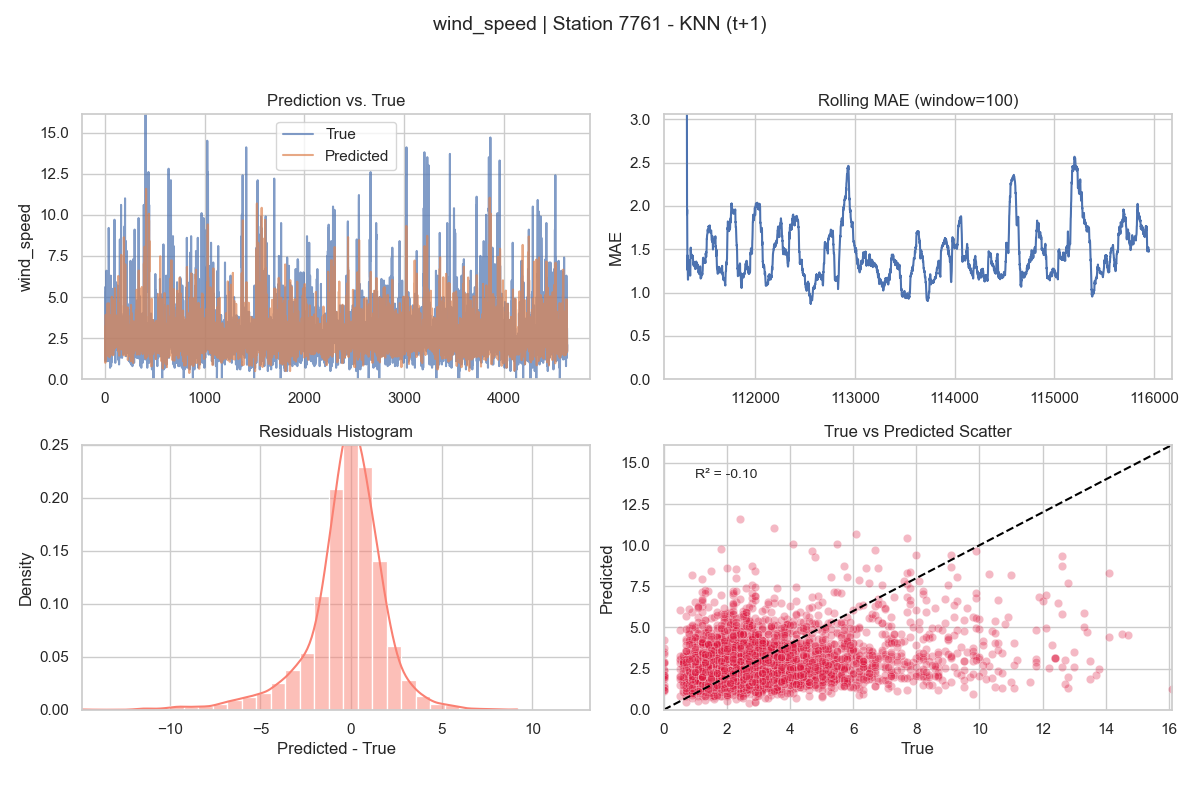 wind_speed | Station 7761 - KNN (t+1)
Prediction vs. True
True
Predicted
wind_speed
15.0
12.5
10.0
7.5
5.0
2.5
0.0
0 1000 2000 3000 4000
Rolling MAE (window=100)
MAE
3.0
2.5
2.0
1.5
1.0
0.5
0.0
112000 113000 114000 115000 116000
Residuals Histogram
Density
0.25
0.20
0.15
0.10
0.05
0.00
−10 −5 0 5 10
Predicted - True
True vs Predicted Scatter
R² = -0.10
Predicted
15.0
12.5
10.0
7.5
5.0
2.5
0.0
0 2 4 6 8 10 12 14 16
True